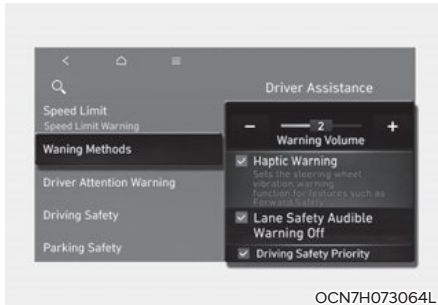 Driver Assistance
Speed Limit
Speed Limit Warning
Waning Methods
Driver Attention Warning
Driving Safety
Parking Safety
− 2 +
Warning Volume
Haptic Warning
Sets the steering wheel
vibration warning
function for features such as
Forward Safety
Lane Safety Audible
Warning Off
Driving Safety Priority
OCN7H073064L